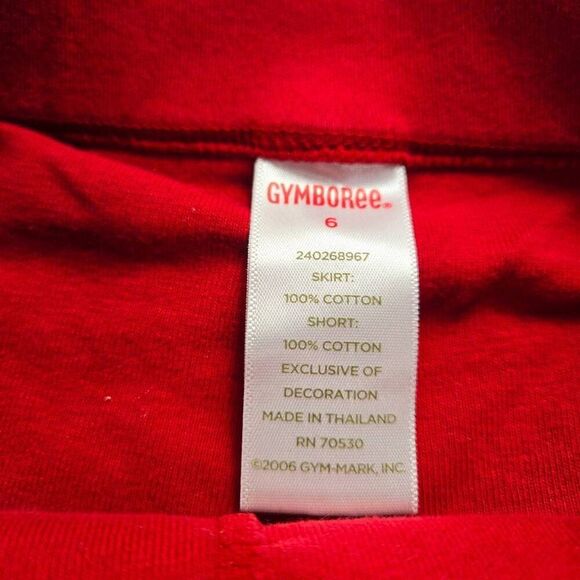 GYMBOREE®
6
240268967
SKIRT:
100% COTTON
SHORT:
100% COTTON
EXCLUSIVE OF
DECORATION
MADE IN THAILAND
RN 70530
©2006 GYM-MARK, INC.